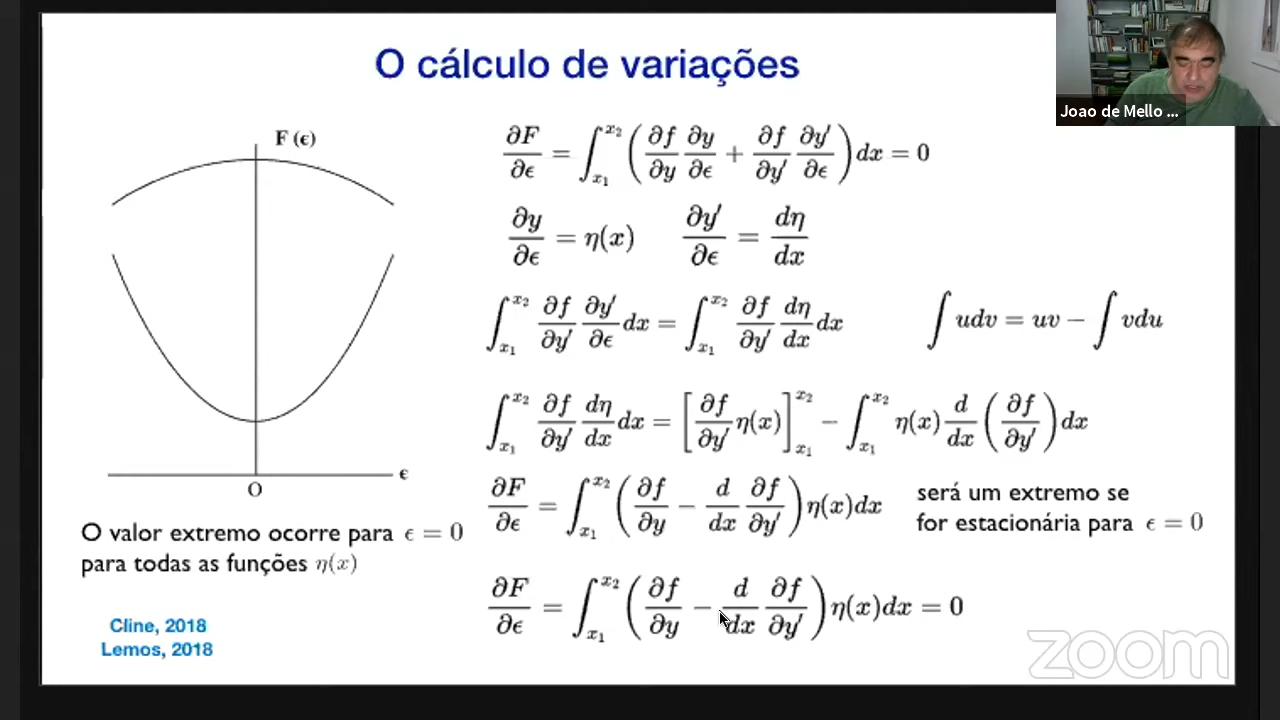 O cálculo de variações
Joao de Mello ...
F (ϵ)
ϵ
O
O valor extremo ocorre para ϵ = 0
para todas as funções η(x)
Cline, 2018
Lemos, 2018
∂F/∂ϵ = ∫_{x₁}^{x₂} (∂f/∂y ∂y/∂ϵ + ∂f/∂y′ ∂y′/∂ϵ) dx = 0
∂y/∂ϵ = η(x) ∂y′/∂ϵ = dη/dx
∫_{x₁}^{x₂} ∂f/∂y′ ∂y′/∂ϵ dx = ∫_{x₁}^{x₂} ∂f/∂y′ dη/dx dx
∫ udv = uv − ∫ vdu
∫_{x₁}^{x₂} ∂f/∂y′ dη/dx dx = [∂f/∂y′ η(x)]_{x₁}^{x₂} − ∫_{x₁}^{x₂} η(x) d/dx (∂f/∂y′) dx
∂F/∂ϵ = ∫_{x₁}^{x₂} (∂f/∂y − d/dx ∂f/∂y′) η(x)dx
será um extremo se
for estacionária para ϵ = 0
∂F/∂ϵ = ∫_{x₁}^{x₂} (∂f/∂y − d/dx ∂f/∂y′) η(x)dx = 0
zoom